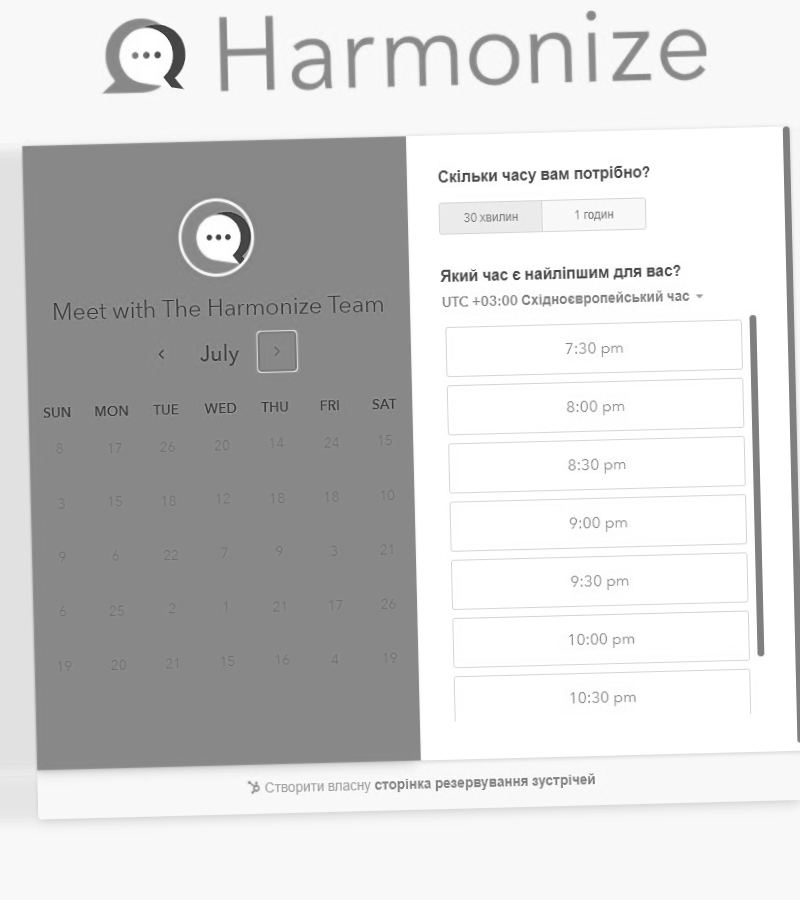 Harmonize
Meet with The Harmonize Team
July
SUN MON TUE WED THU FRI SAT
8 17 26 20 14 24 15
3 15 18 12 18 18 10
9 6 22 7 9 3 21
6 25 2 1 21 17 26
19 20 21 15 16 4 19
Скільки часу вам потрібно?
30 хвилин 1 годин
Який час є найліпшим для вас?
UTC +03:00 Східноєвропейський час
7:30 pm
8:00 pm
8:30 pm
9:00 pm
9:30 pm
10:00 pm
10:30 pm
Створити власну сторінка резервування зустрічей